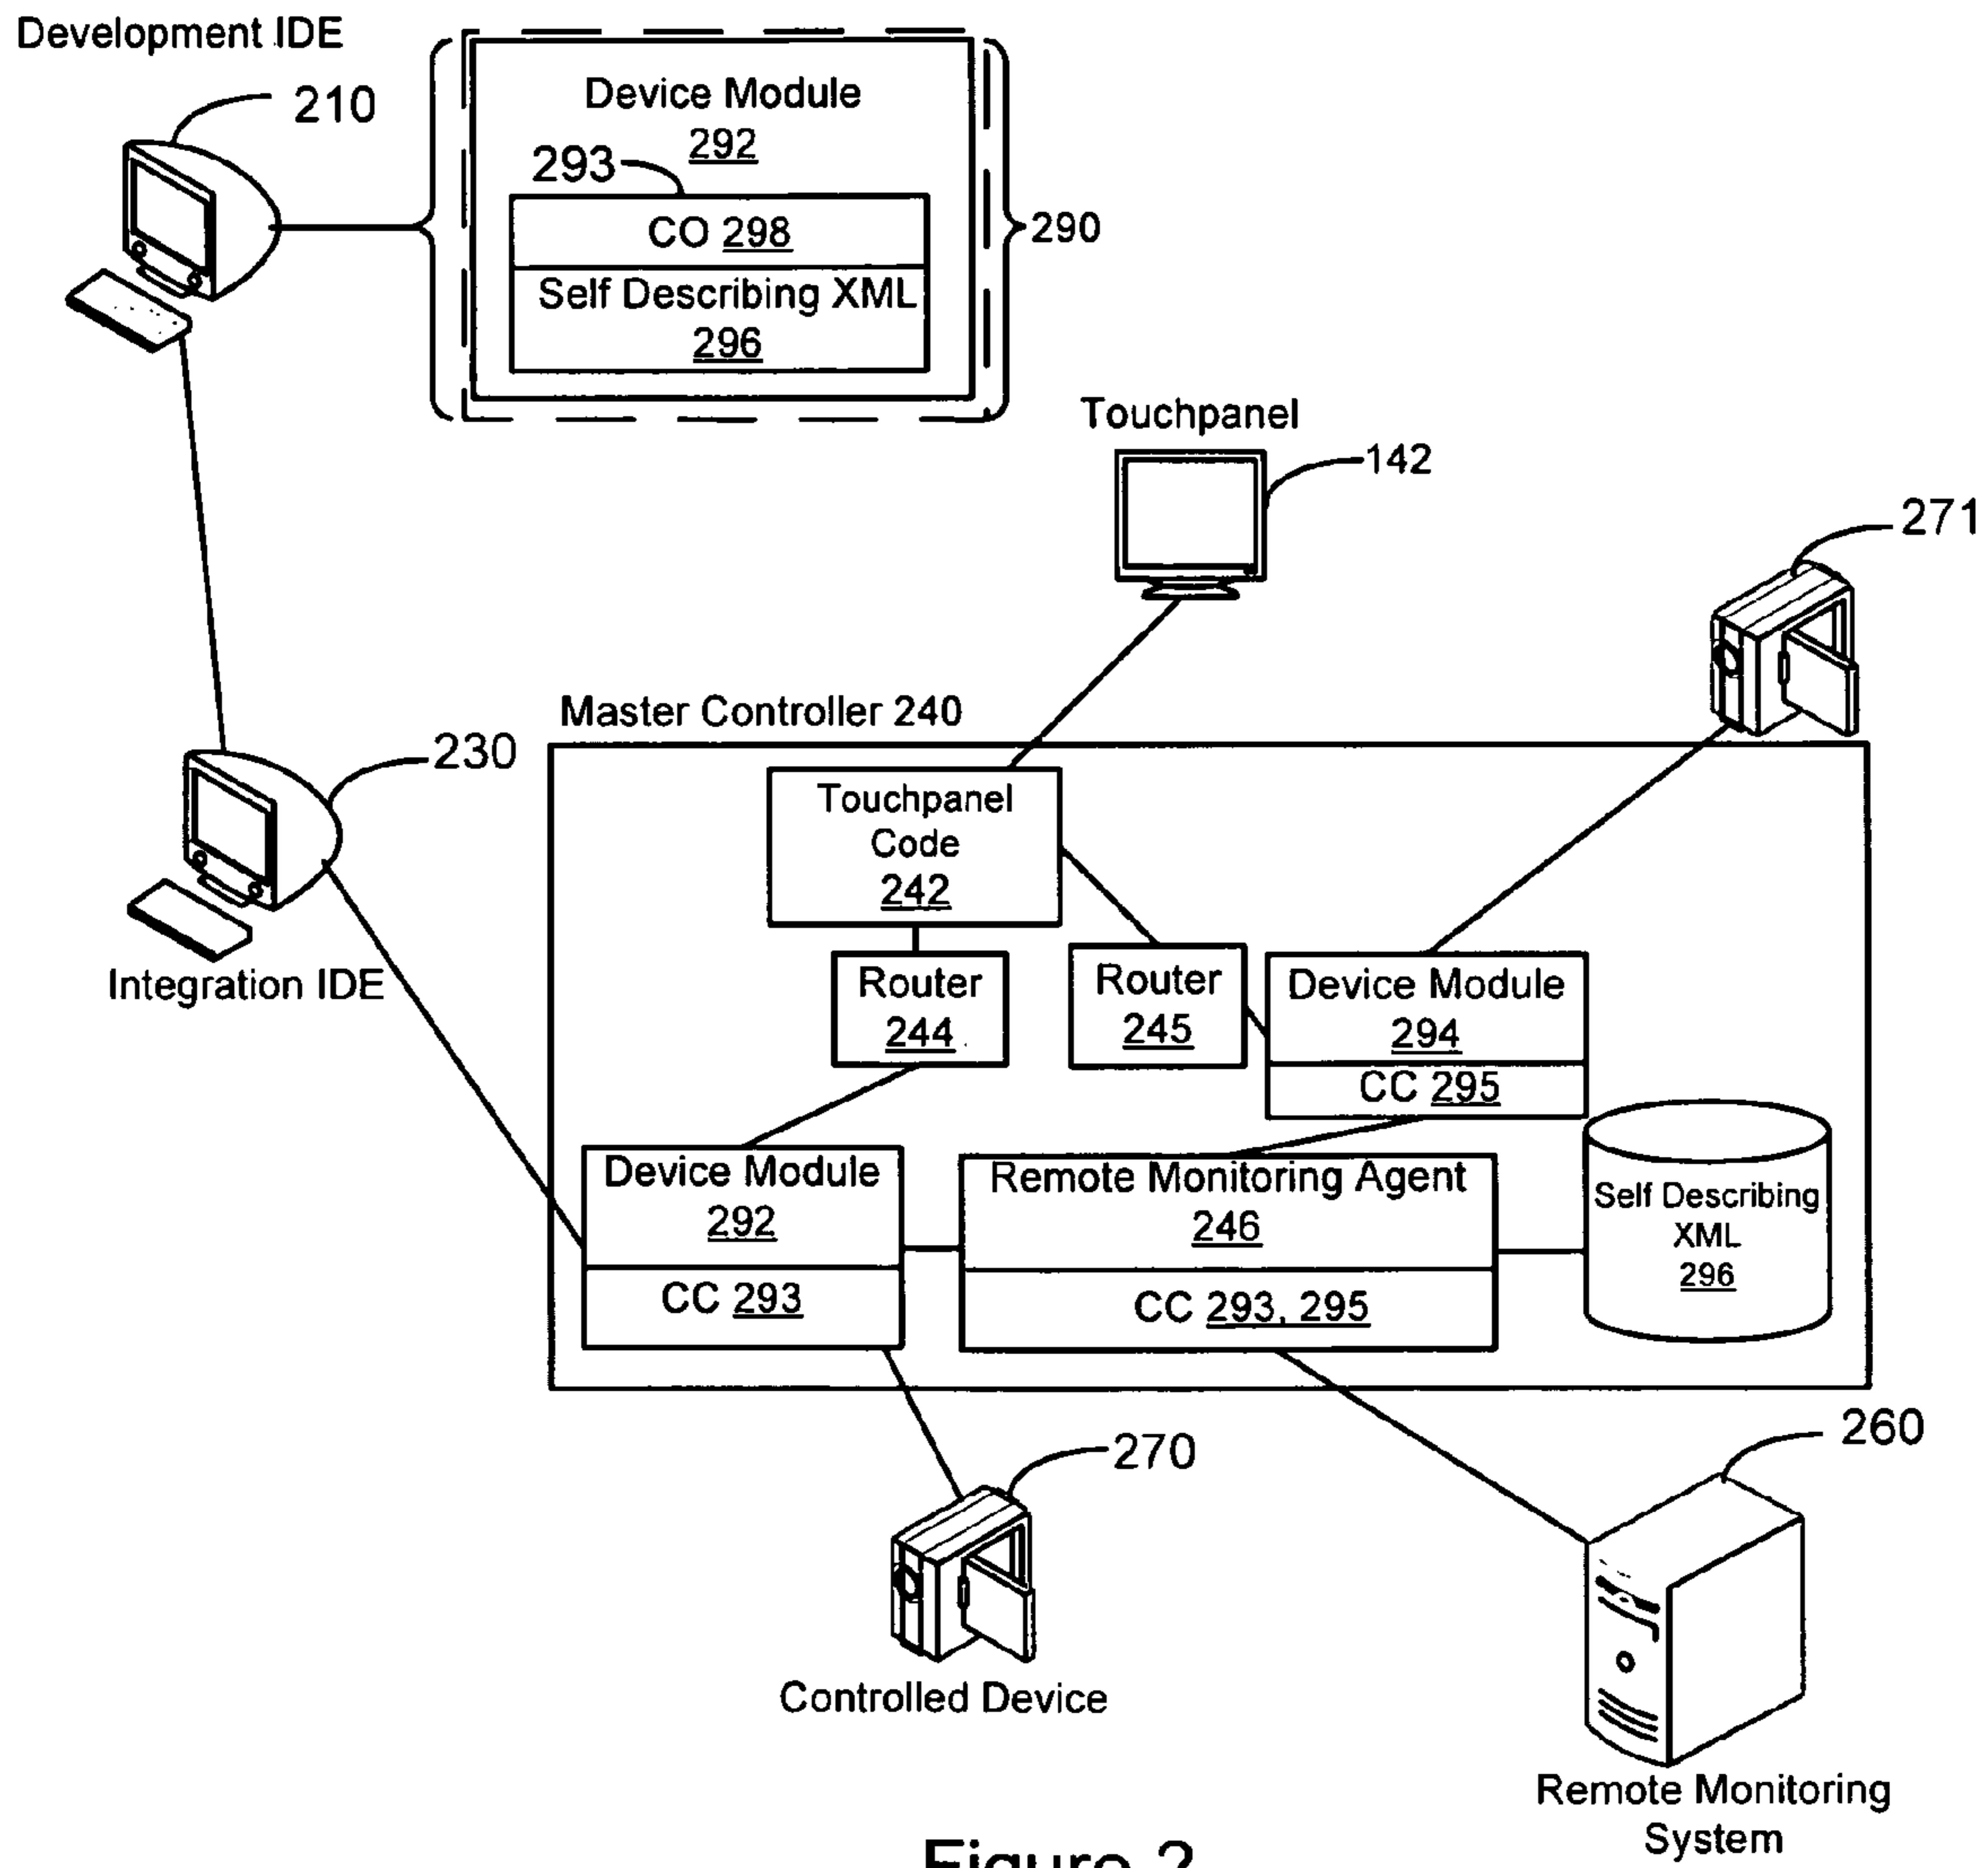 Development IDE
210
Device Module
292
293
CO 298
290
Self Describing XML
296
Touchpanel
142
271
Master Controller 240
230
Touchpanel
Code
242
Integration IDE
Router
244
Router
245
Device Module
294
CC 295
Device Module
292
CC 293
Remote Monitoring Agent
246
CC 293, 295
Self Describing
XML
296
270
260
Controlled Device
Remote Monitoring
System
Figure 2